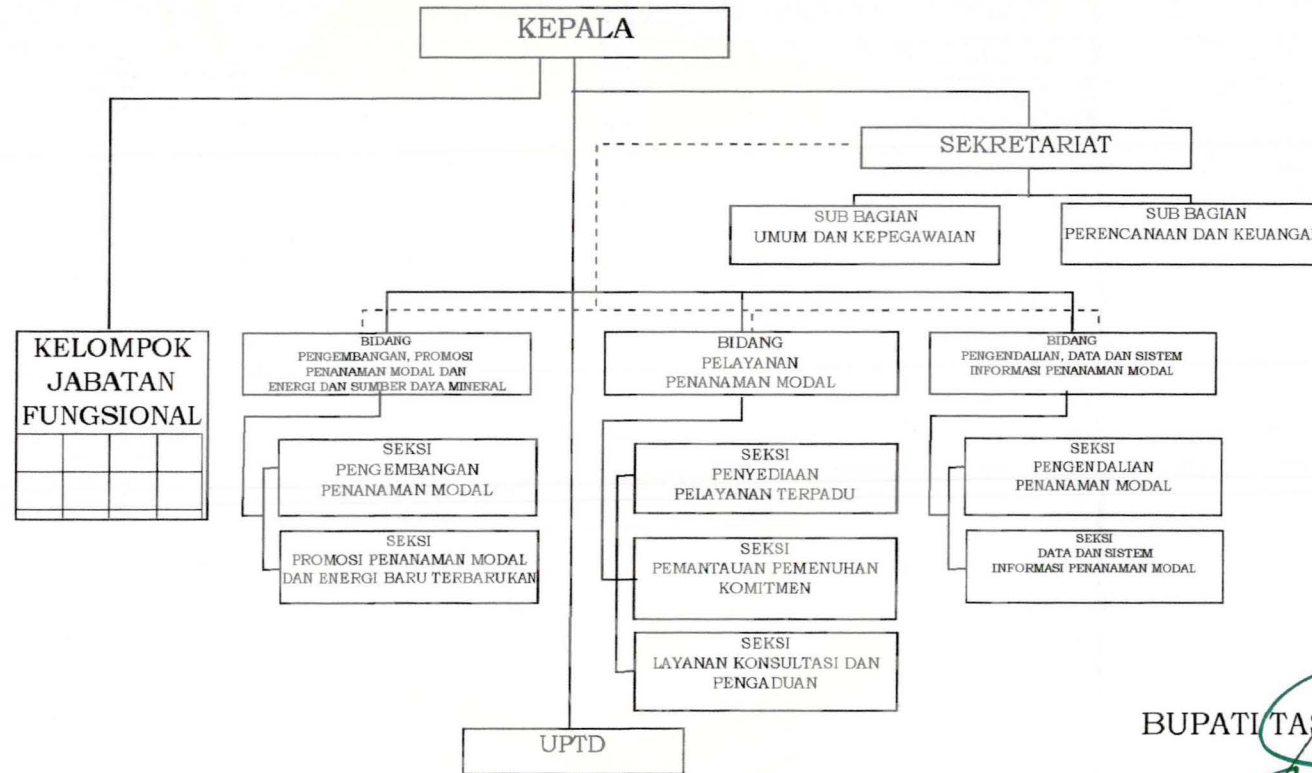 KEPALA
SEKRETARIAT
SUB BAGIAN
UMUM DAN KEPEGAWAIAN
SUB BAGIAN
PERENCANAAN DAN
KELOMPOK
JABATAN
FUNGSIONAL
BIDANG
PENGEMBANGAN, PROMOSI
PENANAMAN MODAL DAN
ENERGI DAN SUMBER DAYA MINERAL
BIDANG
PELAYANAN
PENANAMAN MODAL
BIDANG
PENGENDALIAN, DATA DAN SISTEM
INFORMASI PENANAMAN MODAL
SEKSI
PENGEMBANGAN
PENANAMAN MODAL
SEKSI
PROMOSI PENANAMAN MODAL
DAN ENERGI BARU TERBARUKAN
SEKSI
PENYEDIAAN
PELAYANAN TERPADU
SEKSI
PEMANTAUAN PEMENUHAN
KOMITMEN
SEKSI
LAYANAN KONSULTASI DAN
PENGADUAN
SEKSI
PENGENDALIAN
PENANAMAN MODAL
SEKSI
DATA DAN SISTEM
INFORMASI PENANAMAN MODAL
UPTD
BUPATI